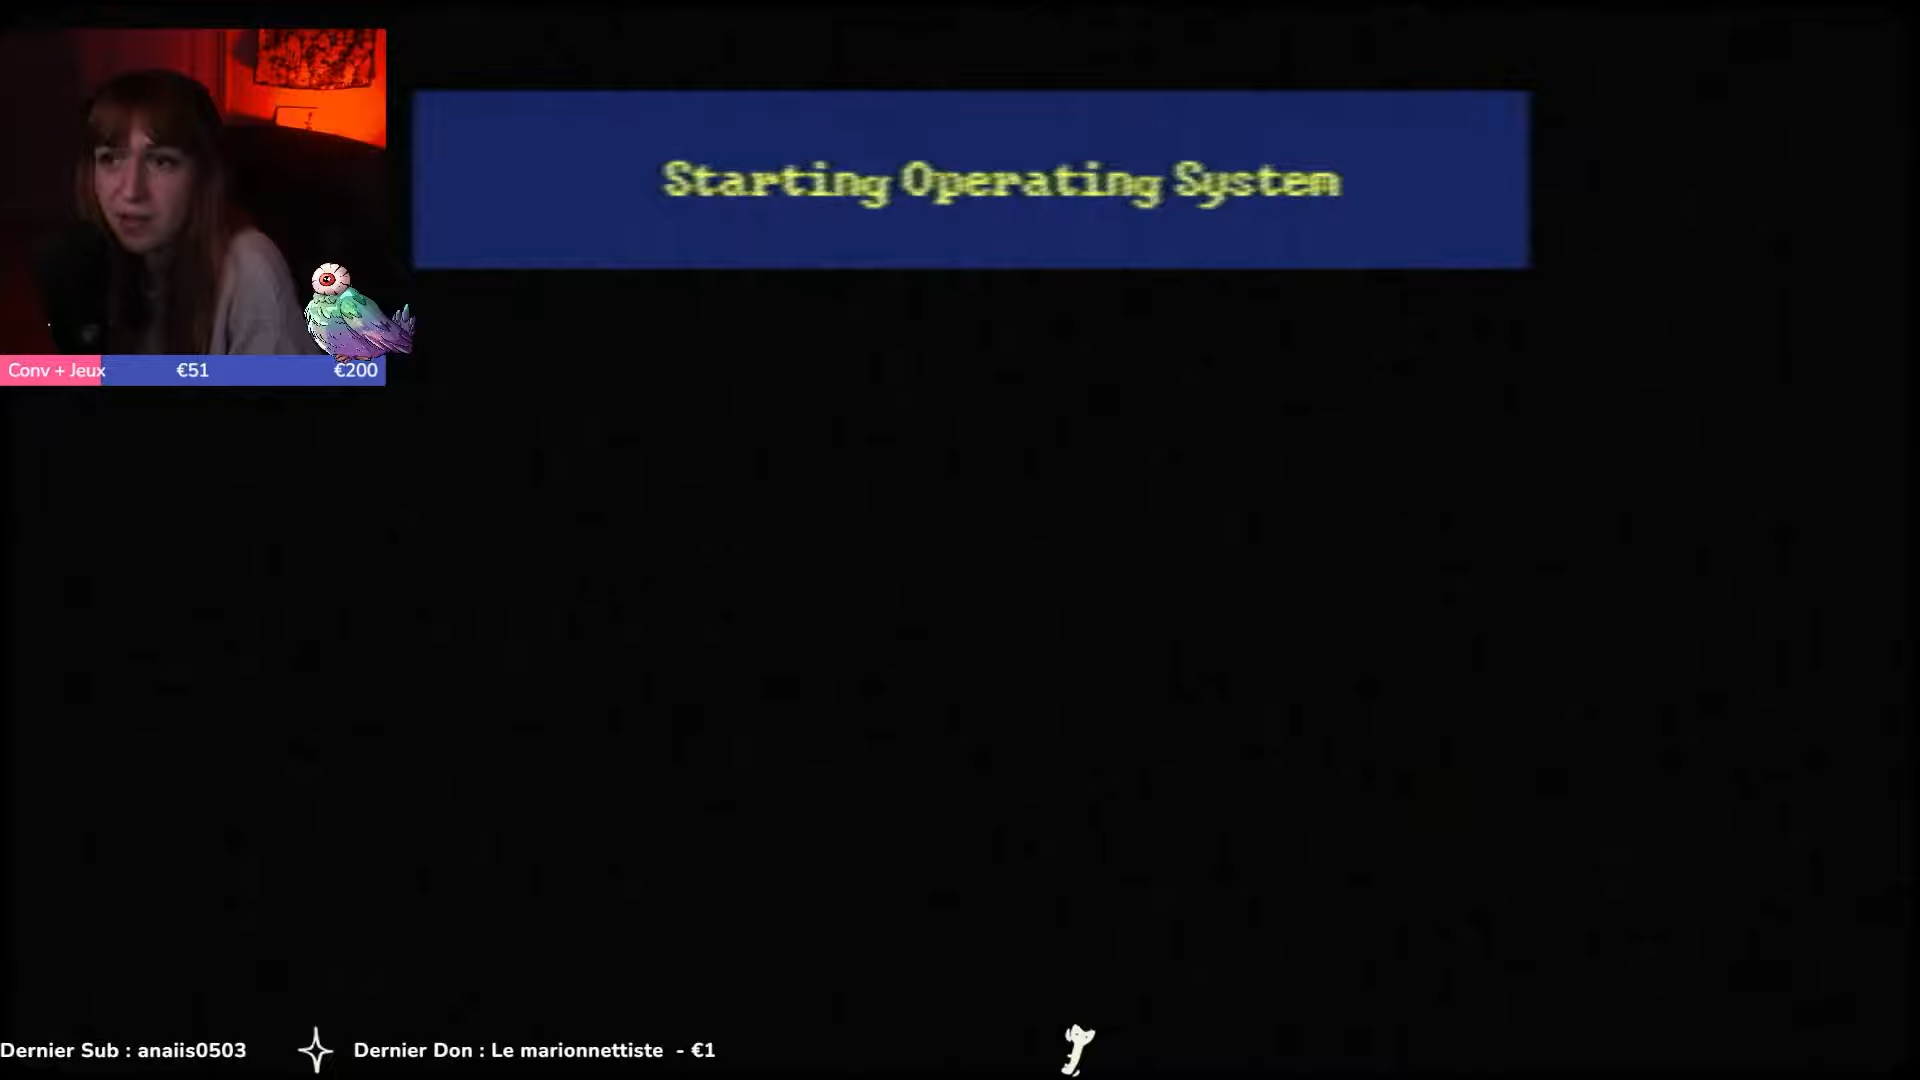 Starting Operating System
Conv + Jeux €51 €200
Dernier Sub : anaiis0503 Dernier Don : Le marionnettiste - €1